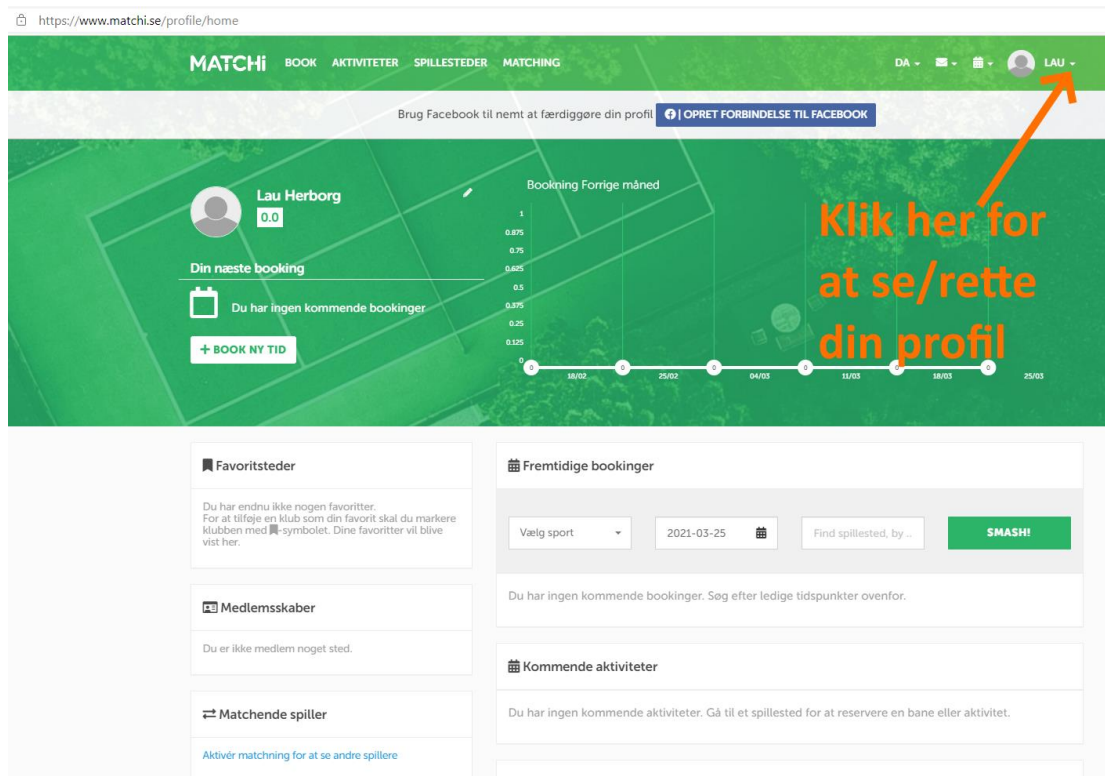 https://www.matchi.se/profile/home
MATCHi BOOK AKTIVITETER SPILLESTEDER MATCHING DA LAU
Brug Facebook til nemt at færdiggøre din profil | OPRET FORBINDELSE TIL FACEBOOK
Lau Herborg
0.0
Din næste booking
Du har ingen kommende bookinger
+ BOOK NY TID
Bookning Forrige måned
1
0.875
0.75
0.625
0.5
0.375
0.25
0.125
0
0 0 0 0 0 0
18/02 25/02 04/03 11/03 18/03 25/03
Klik her for
at se/rette
din profil
Favoritsteder
Du har endnu ikke nogen favoritter.
For at tilføje en klub som din favorit skal du markere
klubben med -symbolet. Dine favoritter vil blive
vist her.
Medlemsskaber
Du er ikke medlem noget sted.
Matchende spiller
Aktivér matchning for at se andre spillere
Fremtidige bookinger
Vælg sport 2021-03-25 Find spillested, by ... SMASH!
Du har ingen kommende bookinger. Søg efter ledige tidspunkter ovenfor.
Kommende aktiviteter
Du har ingen kommende aktiviteter. Gå til et spillested for at reservere en bane eller aktivitet.